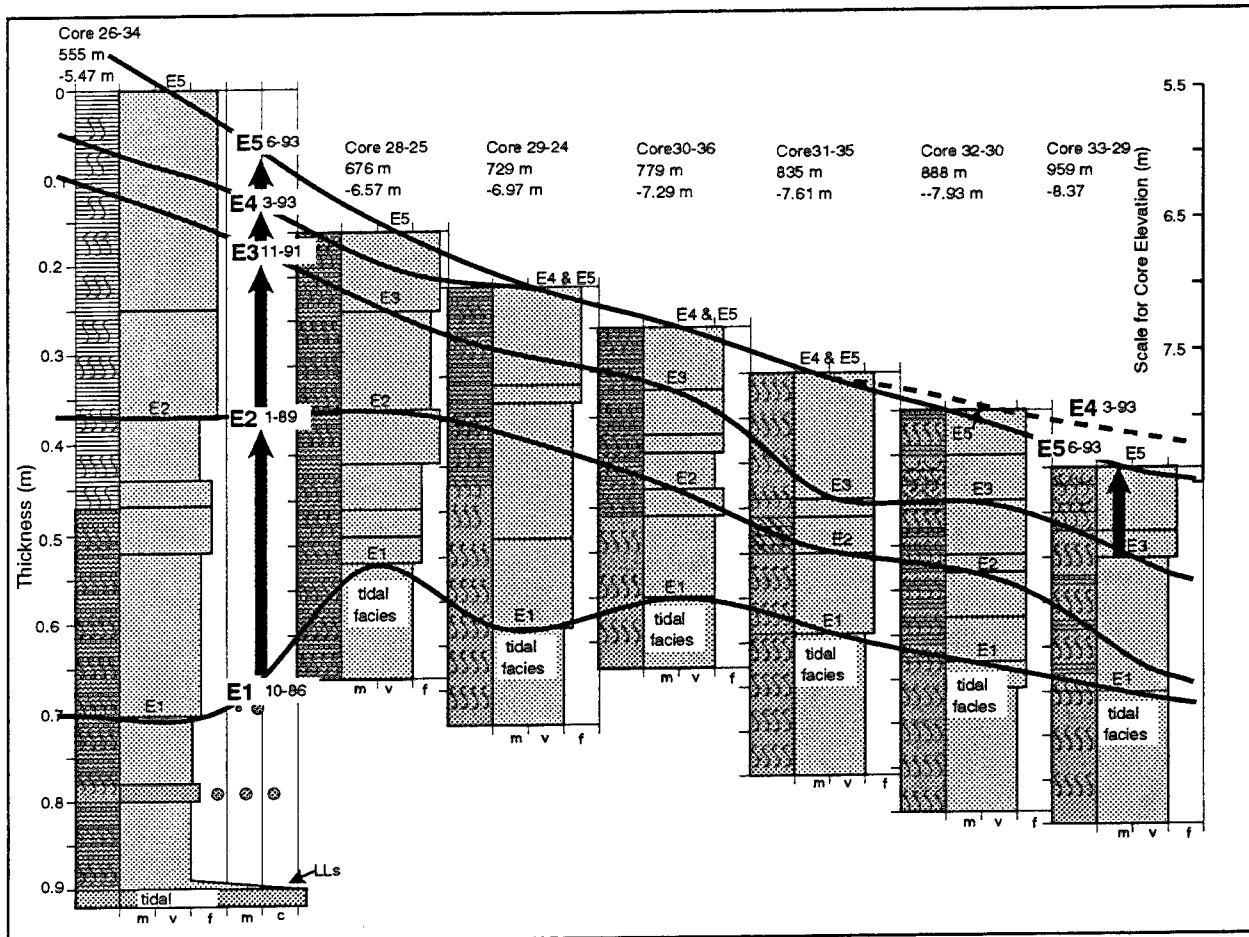 Core 26-34
555 m
-5.47 m
Core 28-25
676 m
-6.57 m
Core 29-24
729 m
-6.97 m
Core30-36
779 m
-7.29 m
Core31-35
835 m
-7.61 m
Core 32-30
888 m
--7.93 m
Core 33-29
959 m
-8.37
Scale for Core Elevation (m)
5.5
6.5
7.5
Thickness (m)
0
0.1
0.2
0.3
0.4
0.5
0.6
0.7
0.8
0.9
E5
E5 6-93
E4 3-93
E3 11-91
E2
E2 1-89
E1
E1 10-86
LLs
tidal
m v f m c
E5
E3
E2
E1
tidal
facies
m v f
E4 & E5
tidal
facies
E1
m v f
E4 & E5
E3
E2
E1
tidal
facies
m v f
E4 & E5
E3
E2
E1
m v f
E5
E3
E2
E1
tidal
facies
m v f
E4 3-93
E5 6-93
E5
E3
E1
tidal
facies
m v f